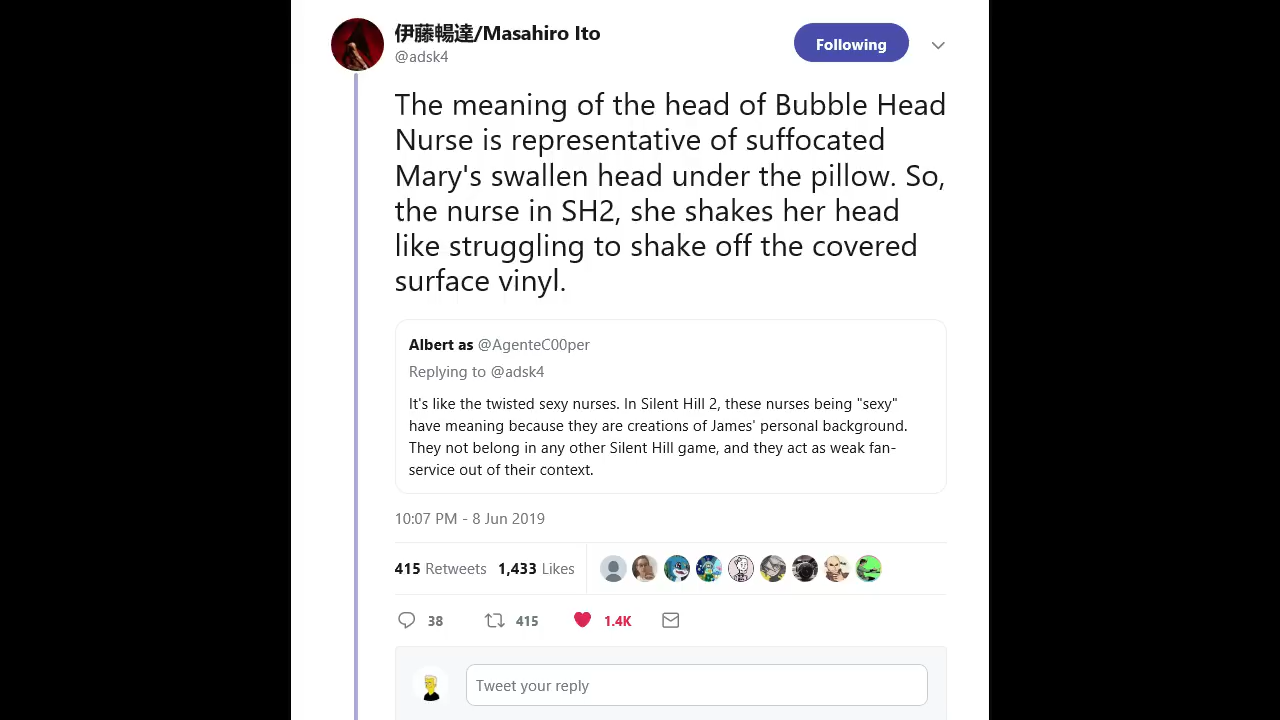 伊藤暢達/Masahiro Ito
@adsk4
Following
The meaning of the head of Bubble Head
Nurse is representative of suffocated
Mary's swallen head under the pillow. So,
the nurse in SH2, she shakes her head
like struggling to shake off the covered
surface vinyl.
Albert as @AgenteC00per
Replying to @adsk4
It's like the twisted sexy nurses. In Silent Hill 2, these nurses being "sexy"
have meaning because they are creations of James' personal background.
They not belong in any other Silent Hill game, and they act as weak fan-
service out of their context.
10:07 PM - 8 Jun 2019
415 Retweets 1,433 Likes
38 415 1.4K
Tweet your reply